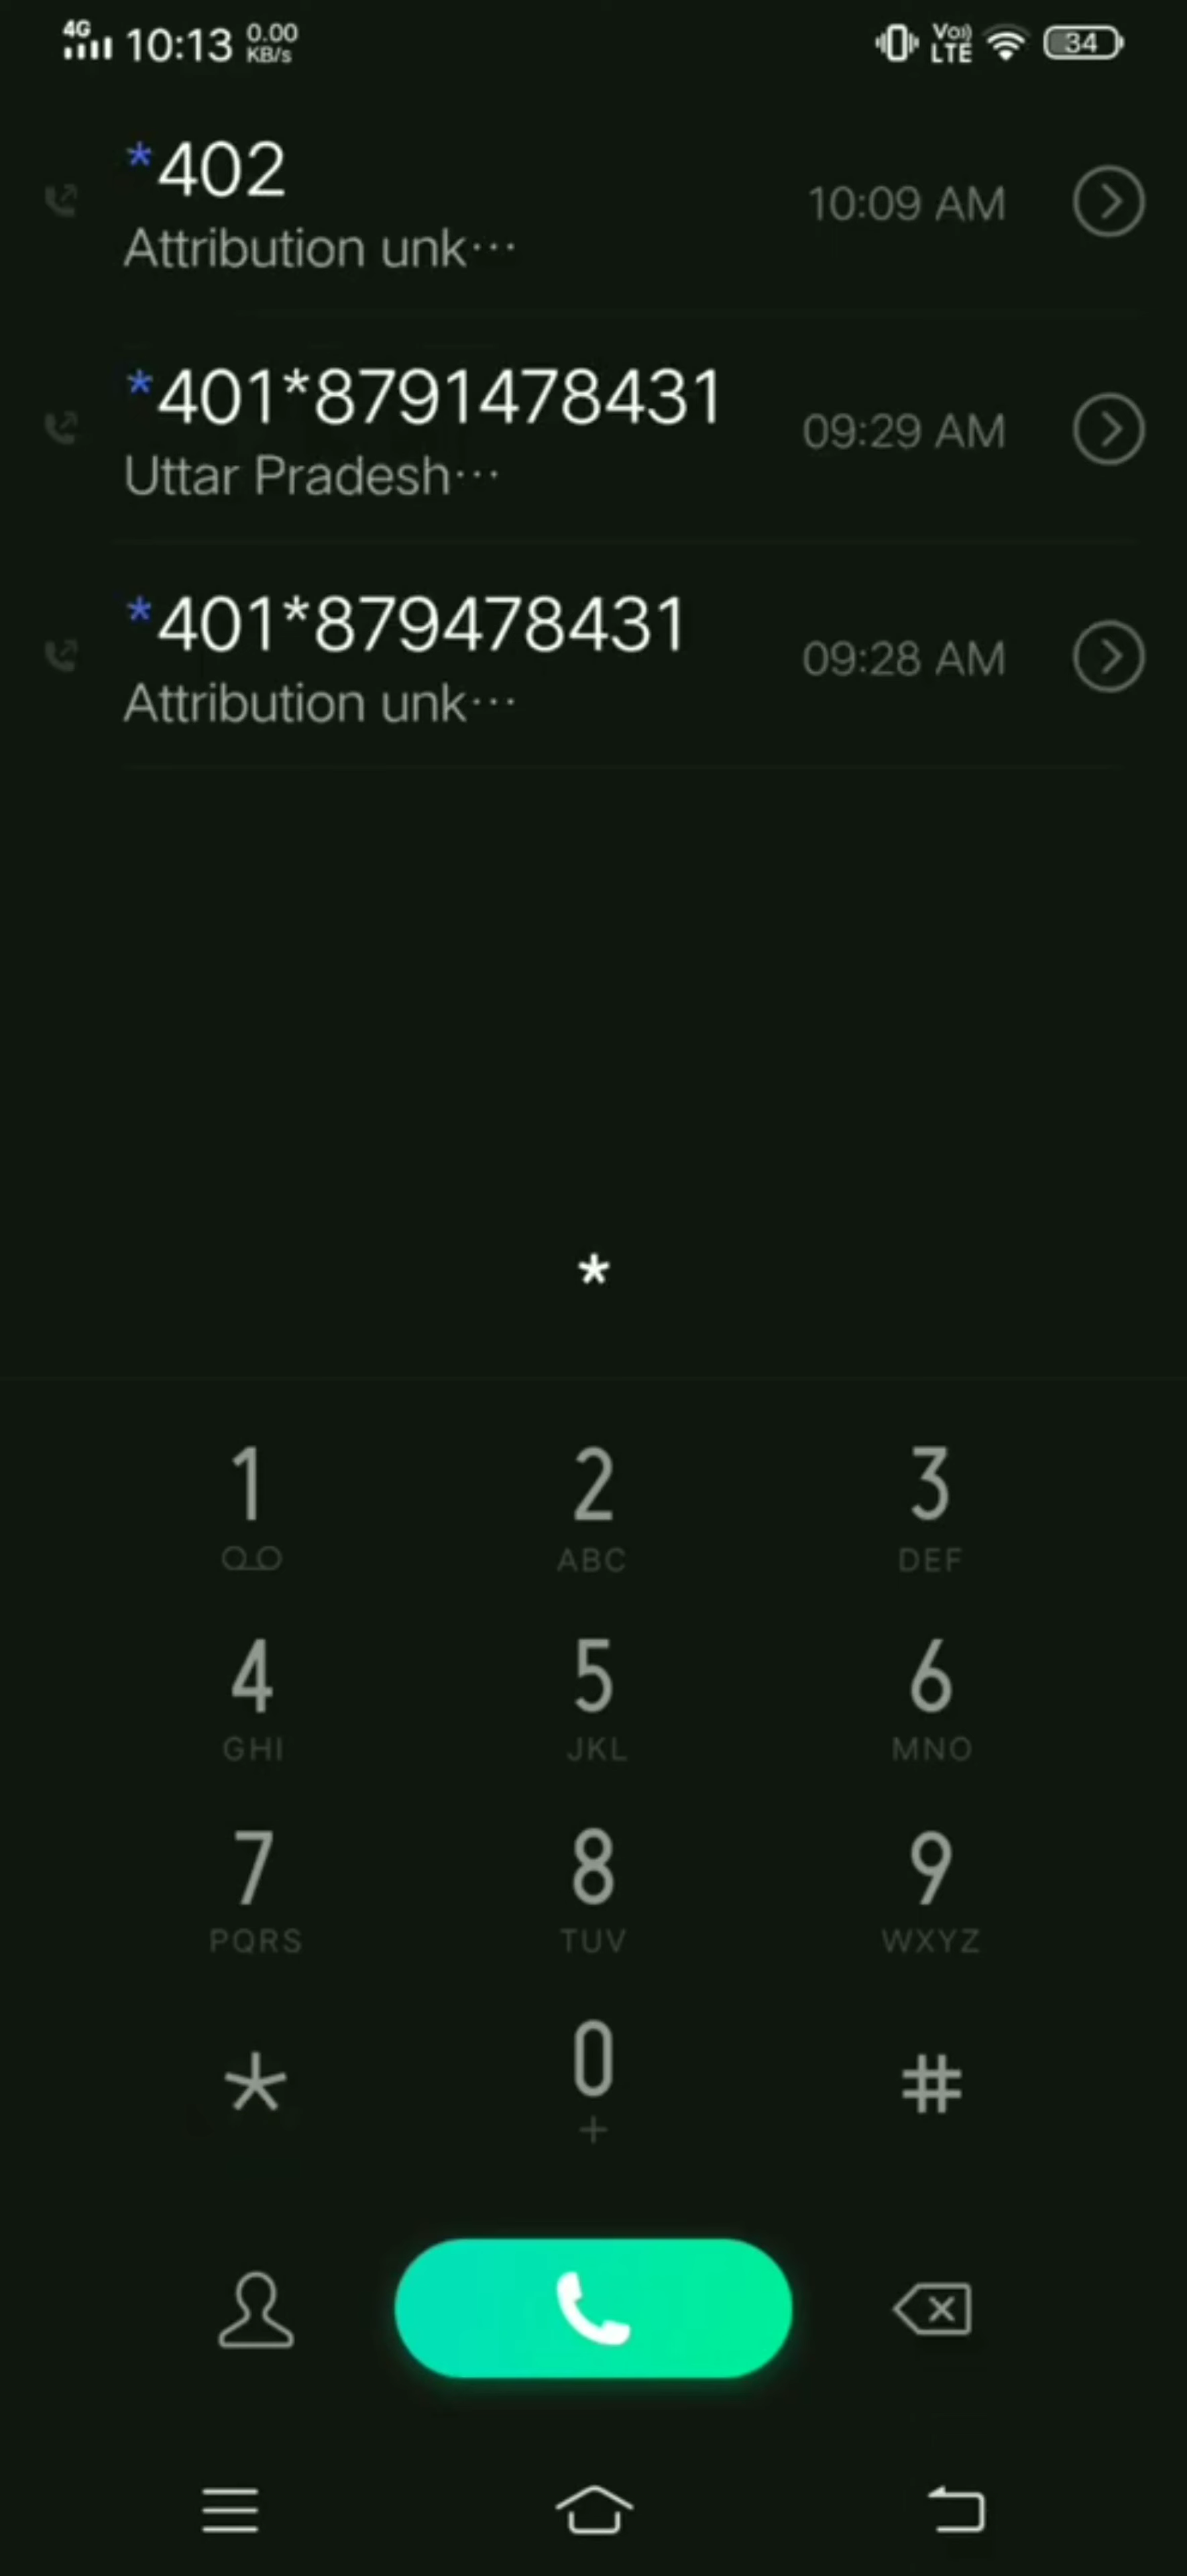 4G 10:13 0.00 KB/s VoI) LTE 34
*402
10:09 AM
Attribution unk···
*401*8791478431
09:29 AM
Uttar Pradesh···
*401*879478431
09:28 AM
Attribution unk···
*
1 2 3
ABC DEF
4 5 6
GHI JKL MNO
7 8 9
PQRS TUV WXYZ
* 0 #
+